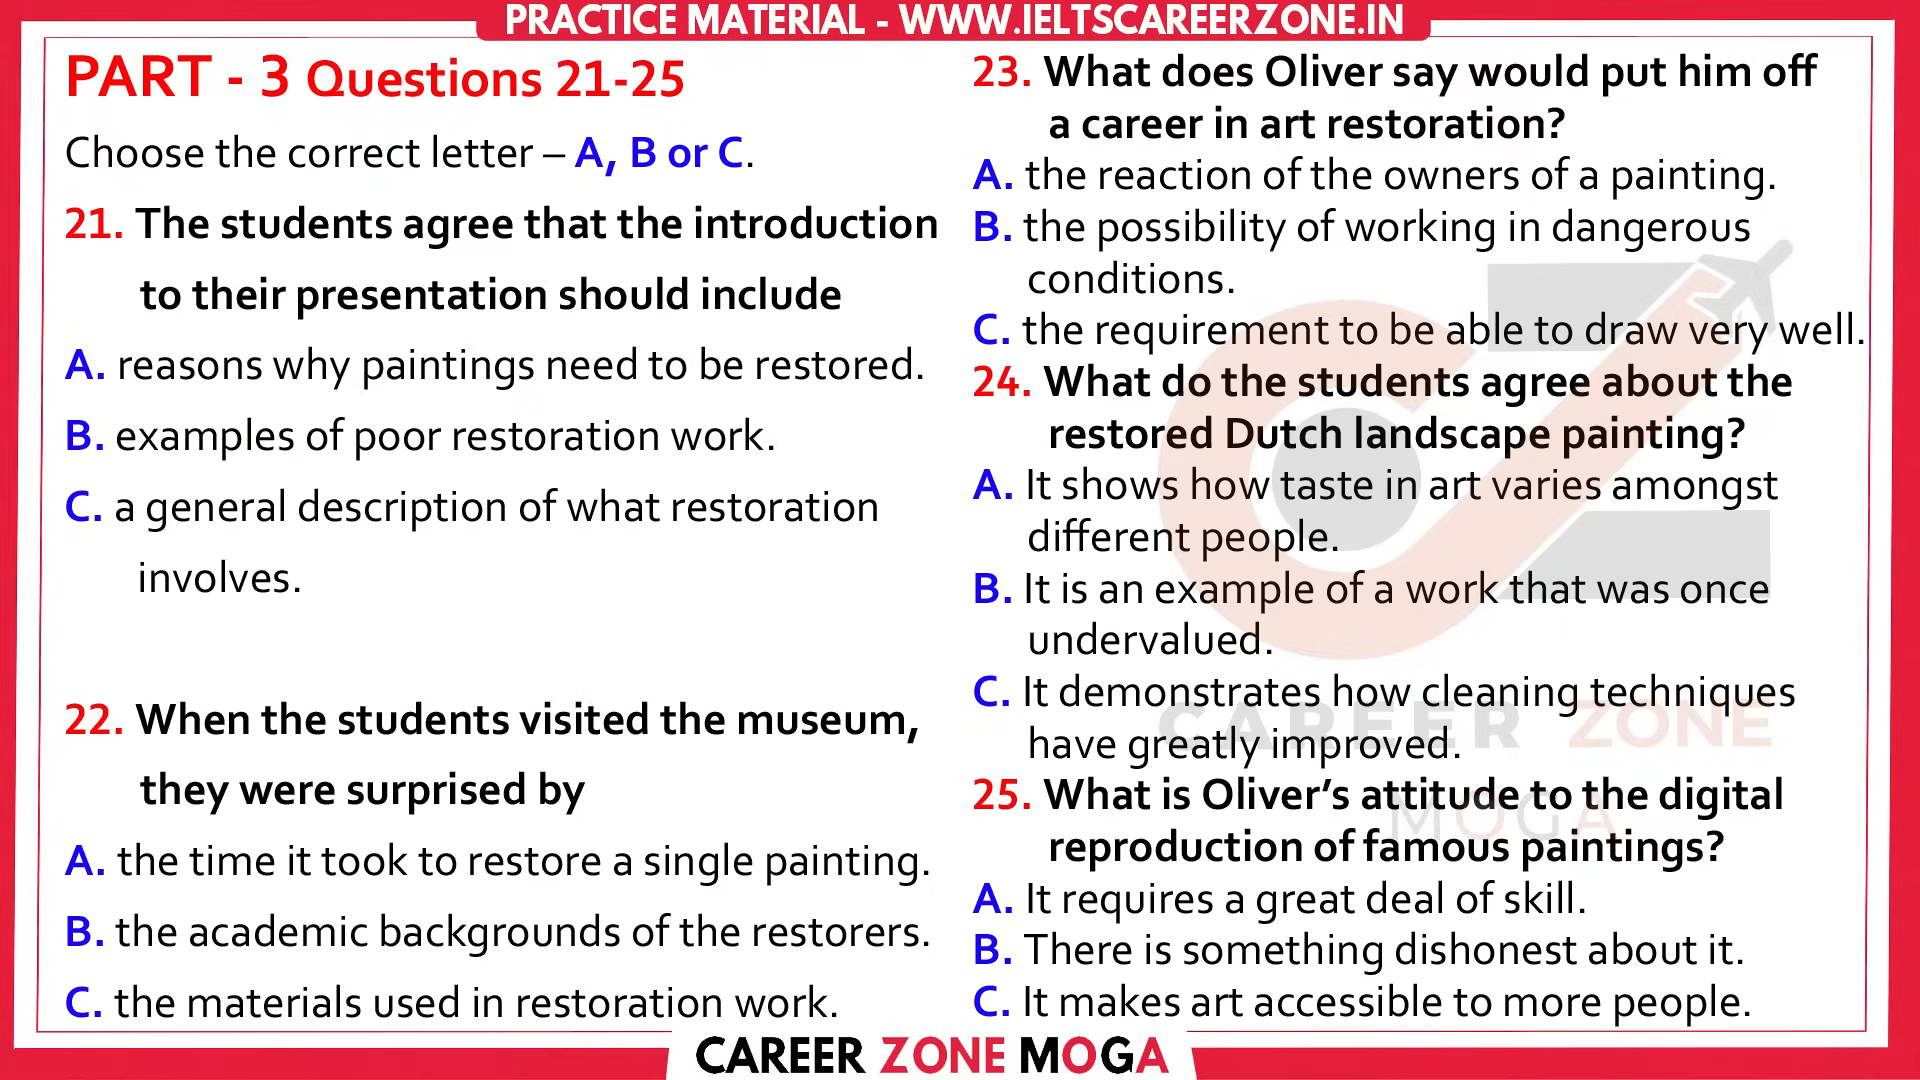 PRACTICE MATERIAL - WWW.IELTSCAREERZONE.IN
PART - 3 Questions 21-25
Choose the correct letter – A, B or C.
21. The students agree that the introduction
to their presentation should include
A. reasons why paintings need to be restored.
B. examples of poor restoration work.
C. a general description of what restoration
involves.
22. When the students visited the museum,
they were surprised by
A. the time it took to restore a single painting.
B. the academic backgrounds of the restorers.
C. the materials used in restoration work.
23. What does Oliver say would put him off
a career in art restoration?
A. the reaction of the owners of a painting.
B. the possibility of working in dangerous
conditions.
C. the requirement to be able to draw very well.
24. What do the students agree about the
restored Dutch landscape painting?
A. It shows how taste in art varies amongst
different people.
B. It is an example of a work that was once
undervalued.
C. It demonstrates how cleaning techniques
have greatly improved.
25. What is Oliver’s attitude to the digital
reproduction of famous paintings?
A. It requires a great deal of skill.
B. There is something dishonest about it.
C. It makes art accessible to more people.
CAREER ZONE
MOGA
CAREER ZONE MOGA